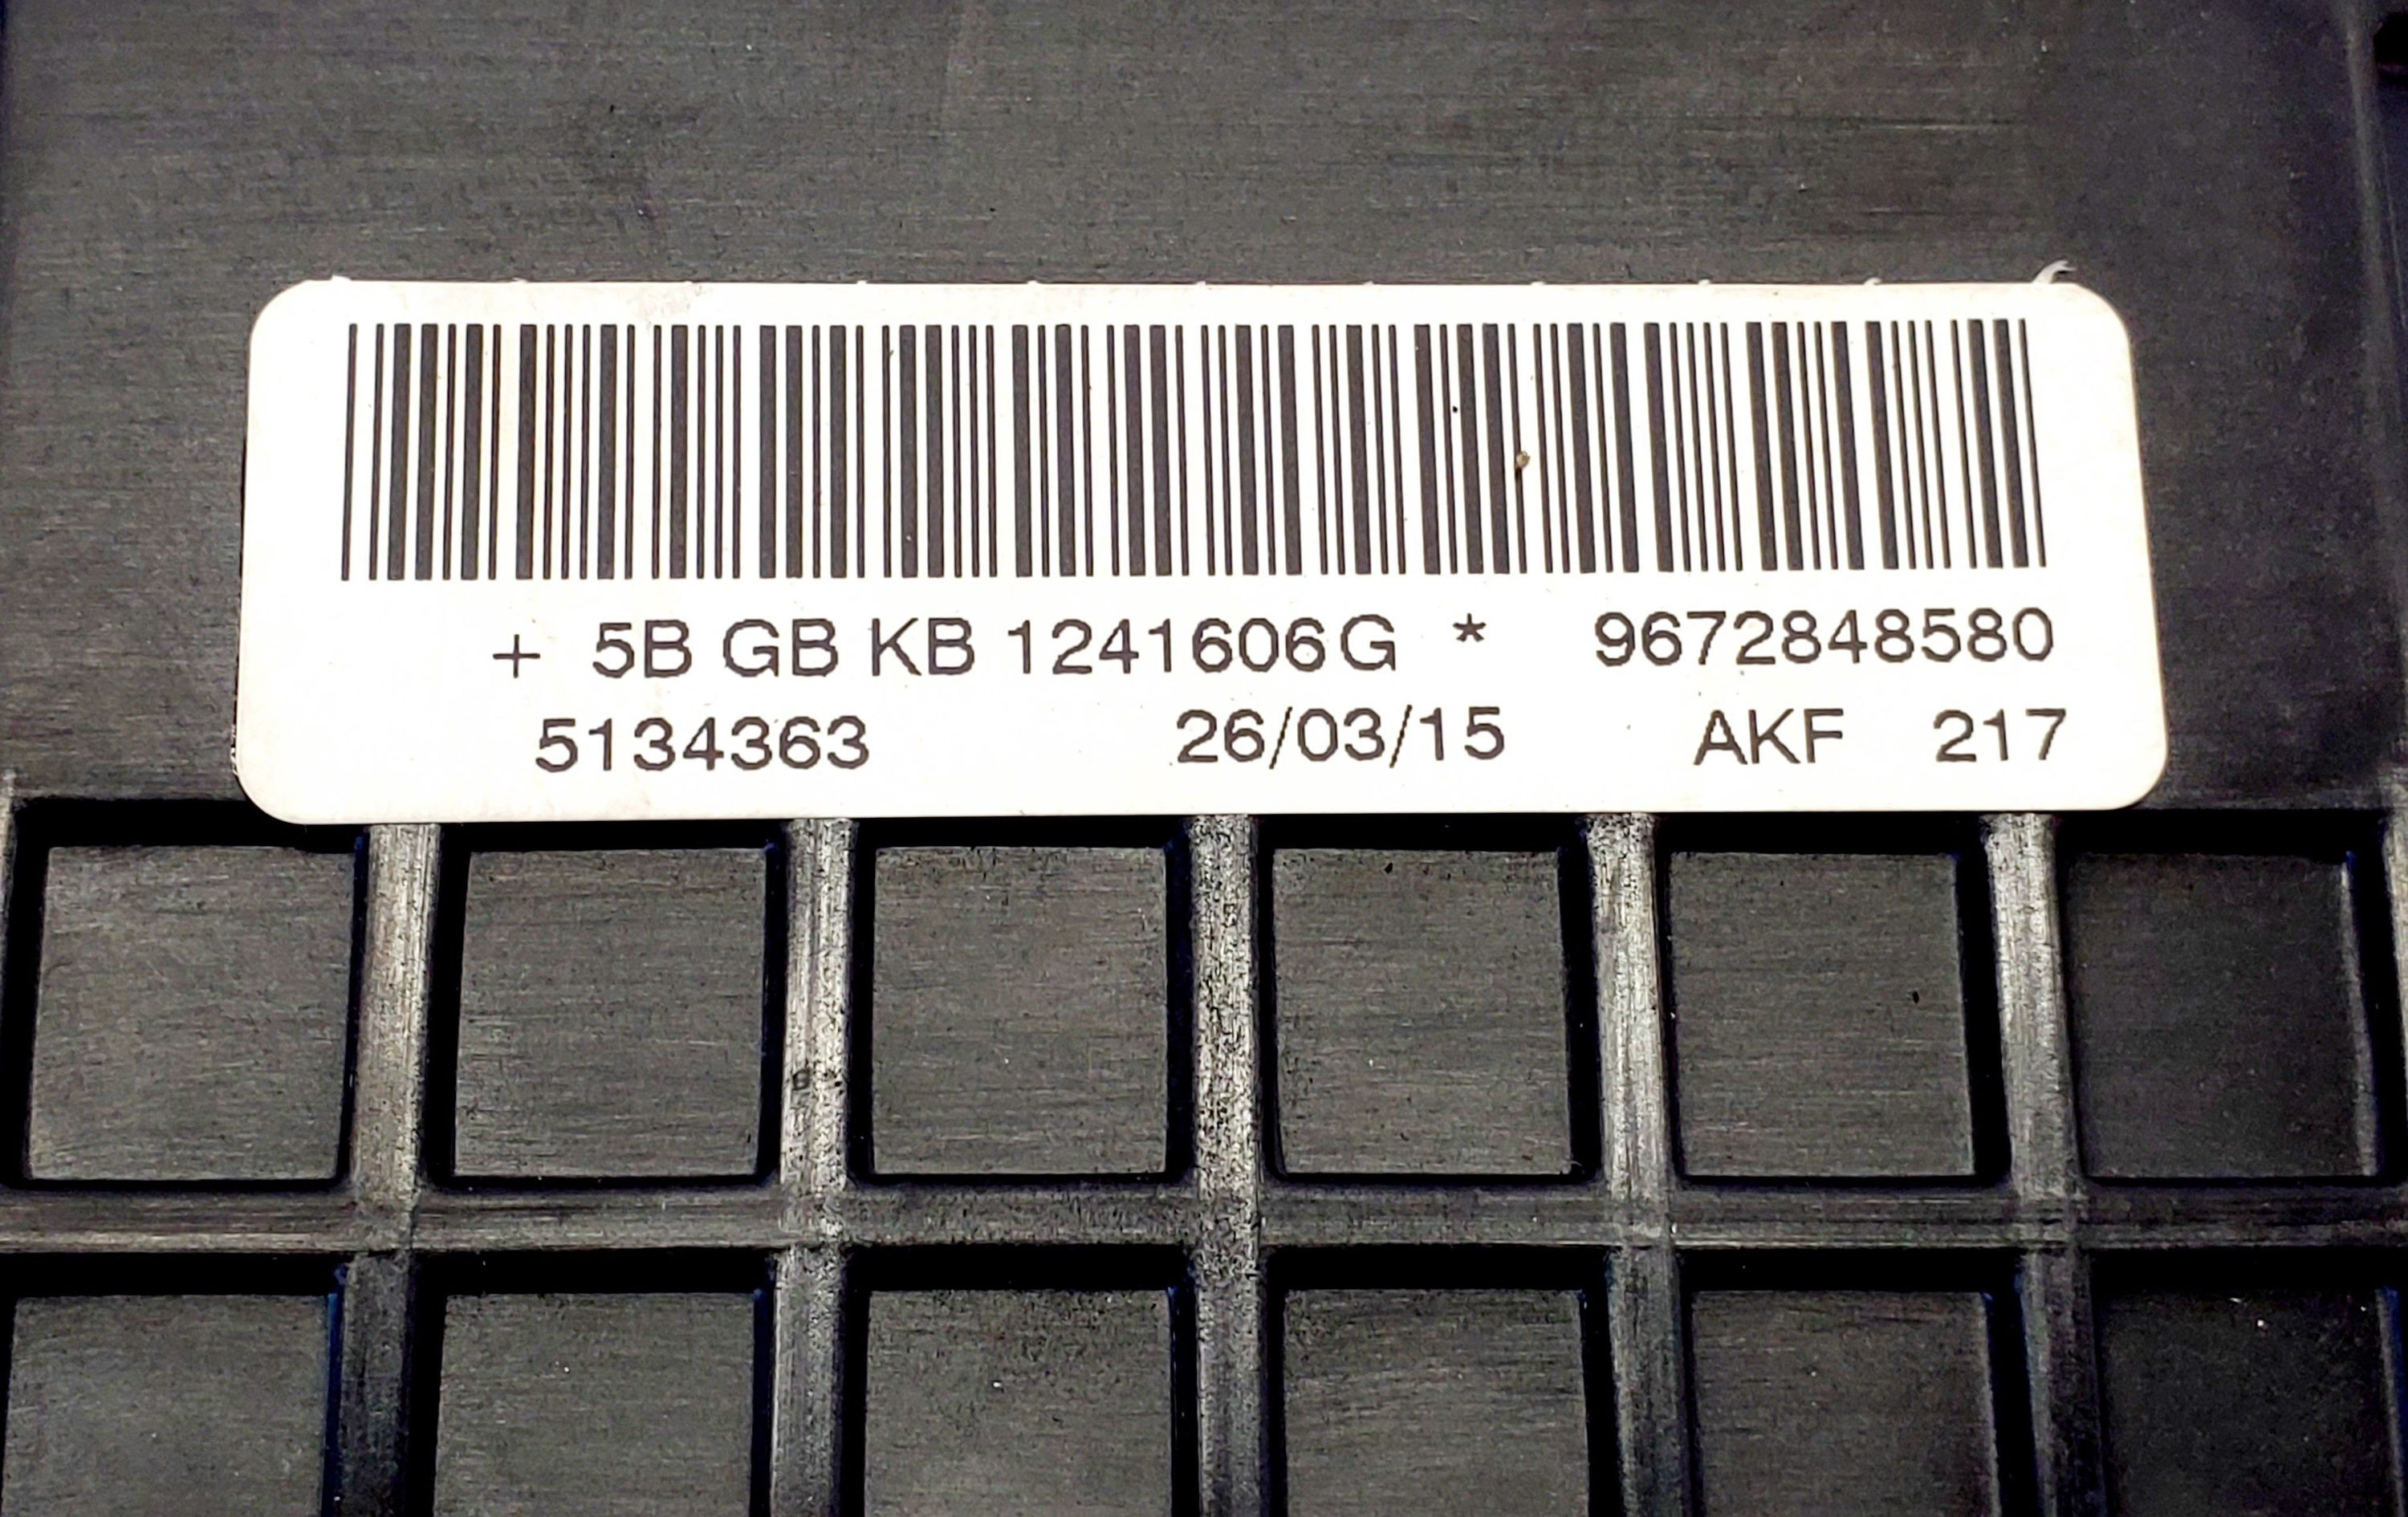 + 5B GB KB 1241606G * 9672848580
5134363 26/03/15 AKF 217